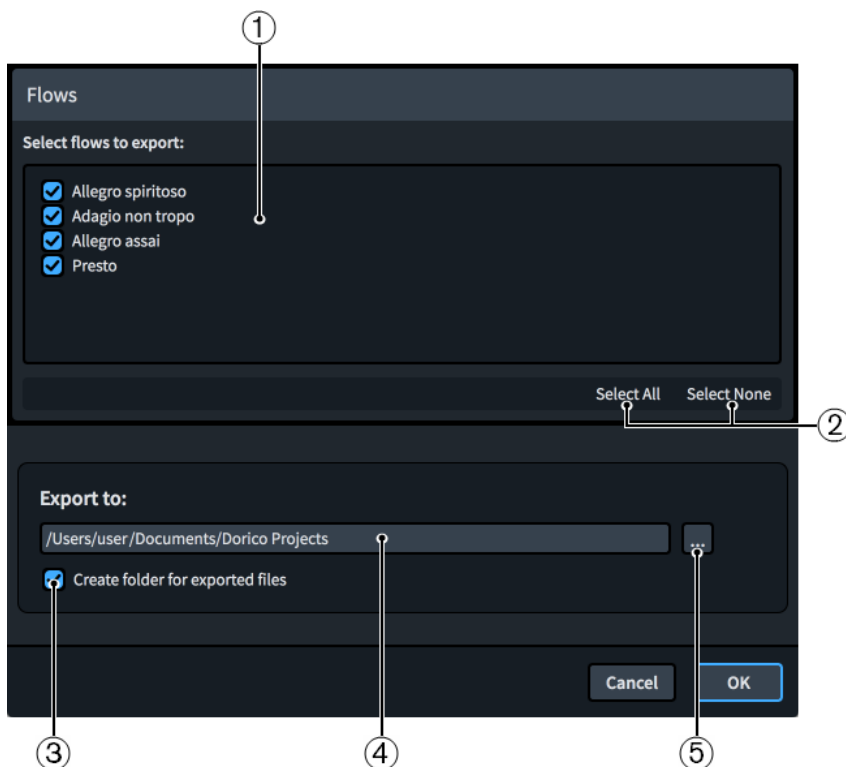 ①
Flows
Select flows to export:
Allegro spiritoso
Adagio non tropo
Allegro assai
Presto
Select All Select None
②
Export to:
/Users/user/Documents/Dorico Projects ...
Create folder for exported files
Cancel OK
③ ④ ⑤